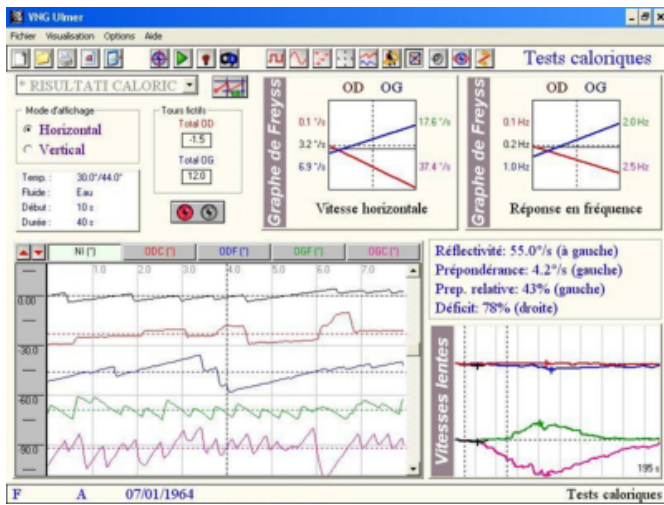 VNG Ulmer
Fichier Visualisation Options Aide
Tests caloriques
* RISULTATI CALORIC
Mode d'affichage
Horizontal
Vertical
Temp. : 30.0°/44.0°
Fluide : Eau
Début : 10 s
Durée : 40 s
Tours fictifs
Total OD
-1.5
Total OG
12.0
Graphe de Freyss
OD OG
0.1 °/s 17.6 °/s
3.2 °/s
6.9 °/s 37.4 °/s
Vitesse horizontale
Graphe de Freyss
OD OG
0.1 Hz 2.0 Hz
0.2 Hz
1.0 Hz 2.5 Hz
Réponse en fréquence
NI (°) ODC (°) ODF (°) OGF (°) OGC (°)
1.0 2.0 3.0 4.0 5.0 6.0 7.0
0.00
-30.0
-60.0
-90.0
Réflectivité: 55.0°/s (à gauche)
Prépondérance: 4.2°/s (gauche)
Prep. relative: 43% (gauche)
Déficit: 78% (droite)
Vitesses lentes
195 s
F A 07/01/1964 Tests caloriques